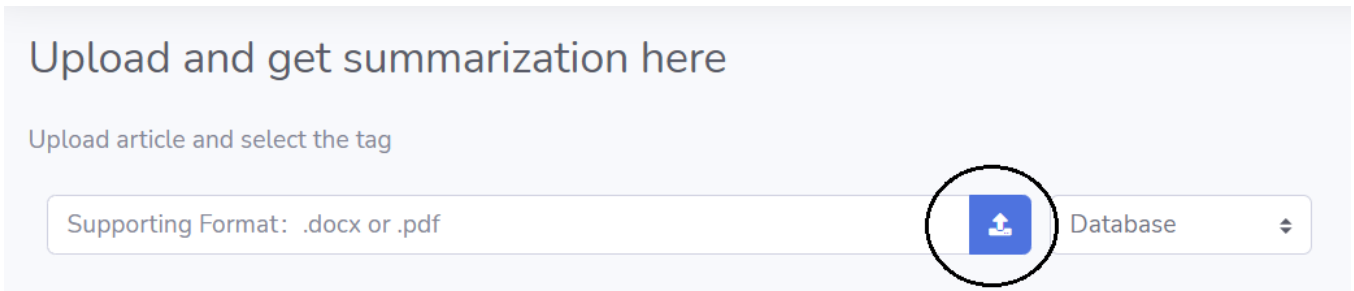 Upload and get summarization here
Upload article and select the tag
Supporting Format： .docx or .pdf
Database